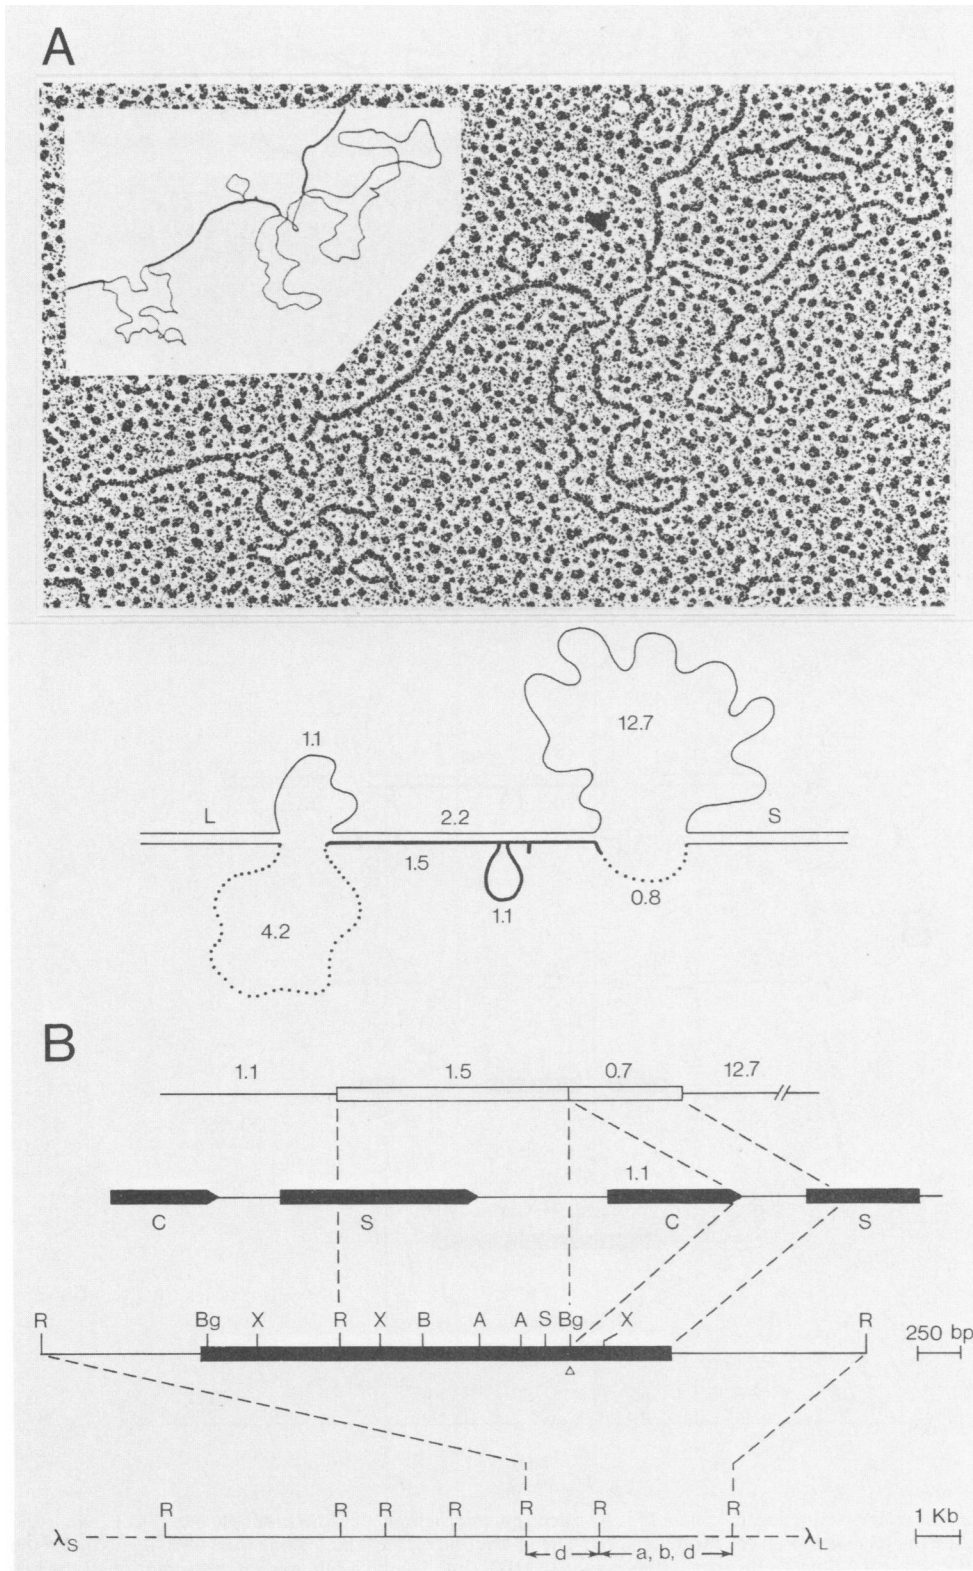 A
1.1
12.7
L
2.2
S
1.5
1.1
0.8
4.2
B
1.1 1.5 0.7 12.7
1.1
C S C S
R Bg X R X B A A S Bg X R
250 bp
R R R R R R R
1 Kb
λS λL
d a, b, d